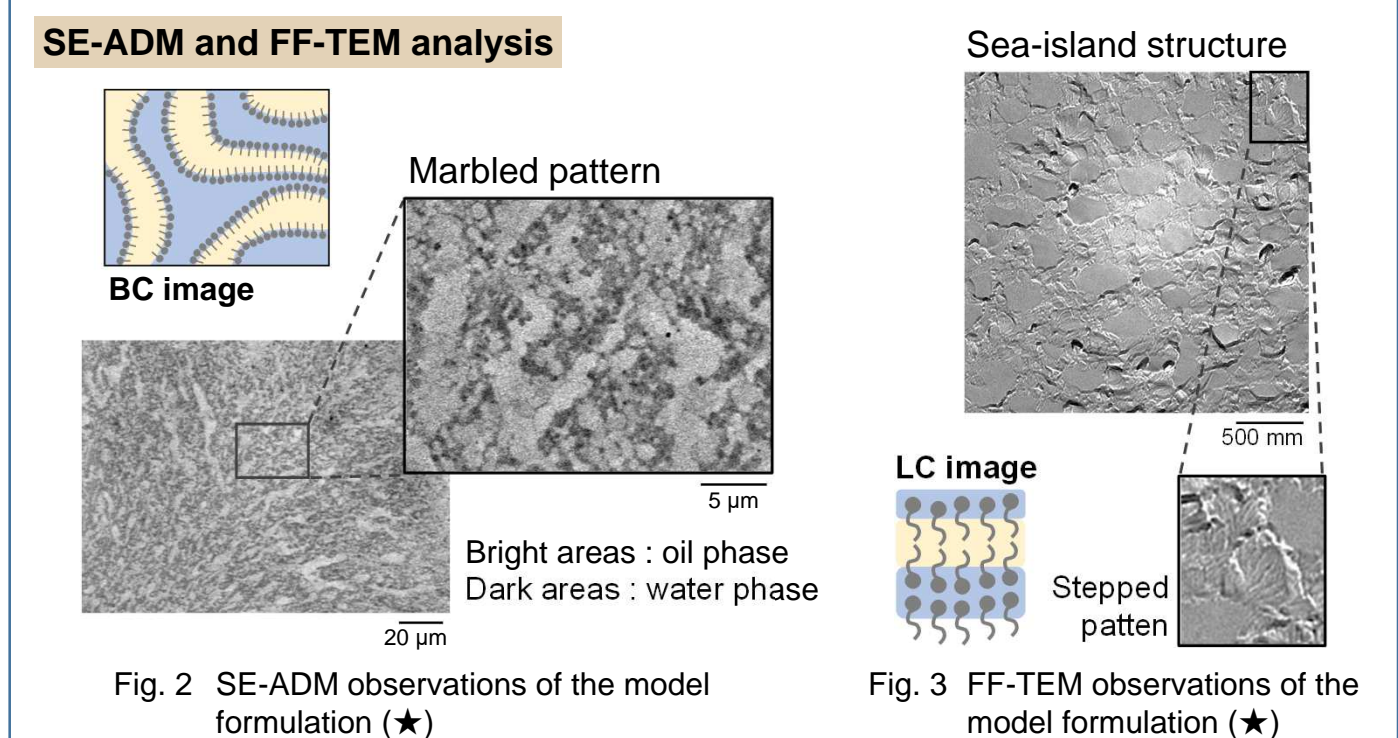 SE-ADM and FF-TEM analysis
BC image
Marbled pattern
5 µm
20 µm
Bright areas : oil phase
Dark areas : water phase
Fig. 2 SE-ADM observations of the model
formulation (★)
Sea-island structure
500 mm
LC image
Stepped
patten
Fig. 3 FF-TEM observations of the
model formulation (★)